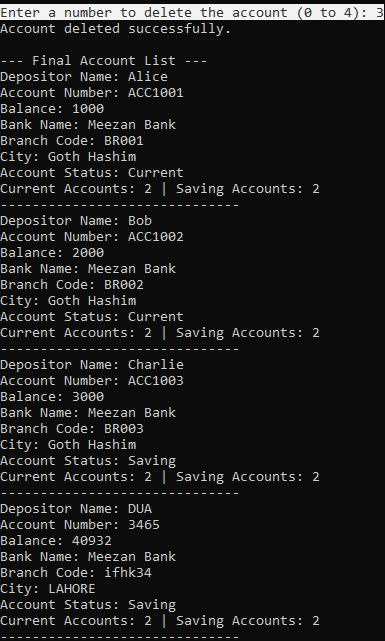 Enter a number to delete the account (0 to 4): 3
Account deleted successfully.
--- Final Account List ---
Depositor Name: Alice
Account Number: ACC1001
Balance: 1000
Bank Name: Meezan Bank
Branch Code: BR001
City: Goth Hashim
Account Status: Current
Current Accounts: 2 | Saving Accounts: 2
------------------------------
Depositor Name: Bob
Account Number: ACC1002
Balance: 2000
Bank Name: Meezan Bank
Branch Code: BR002
City: Goth Hashim
Account Status: Current
Current Accounts: 2 | Saving Accounts: 2
------------------------------
Depositor Name: Charlie
Account Number: ACC1003
Balance: 3000
Bank Name: Meezan Bank
Branch Code: BR003
City: Goth Hashim
Account Status: Saving
Current Accounts: 2 | Saving Accounts: 2
------------------------------
Depositor Name: DUA
Account Number: 3465
Balance: 40932
Bank Name: Meezan Bank
Branch Code: ifhk34
City: LAHORE
Account Status: Saving
Current Accounts: 2 | Saving Accounts: 2
------------------------------